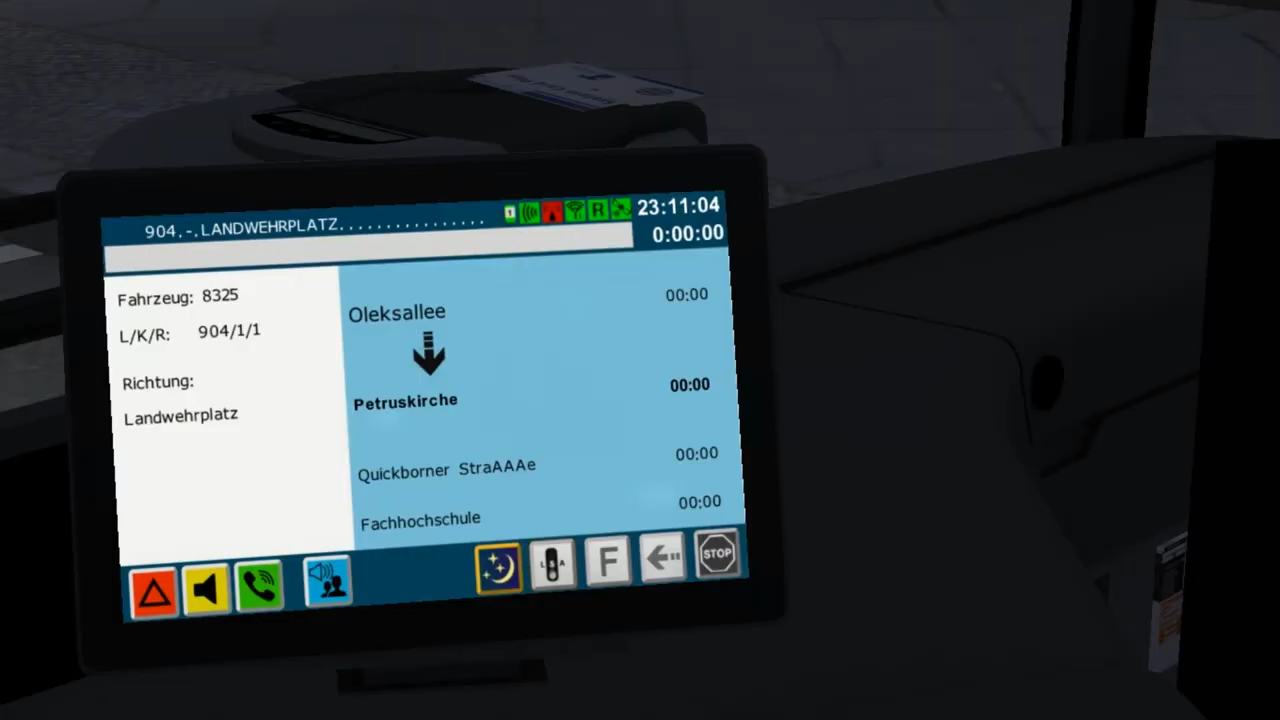 904.-.LANDWEHRPLATZ................
23:11:04
0:00:00
Fahrzeug: 8325
L/K/R: 904/1/1
Richtung:
Landwehrplatz
Oleksallee 00:00
Petruskirche 00:00
Quickborner StraAAAe 00:00
Fachhochschule 00:00
F
STOP
R